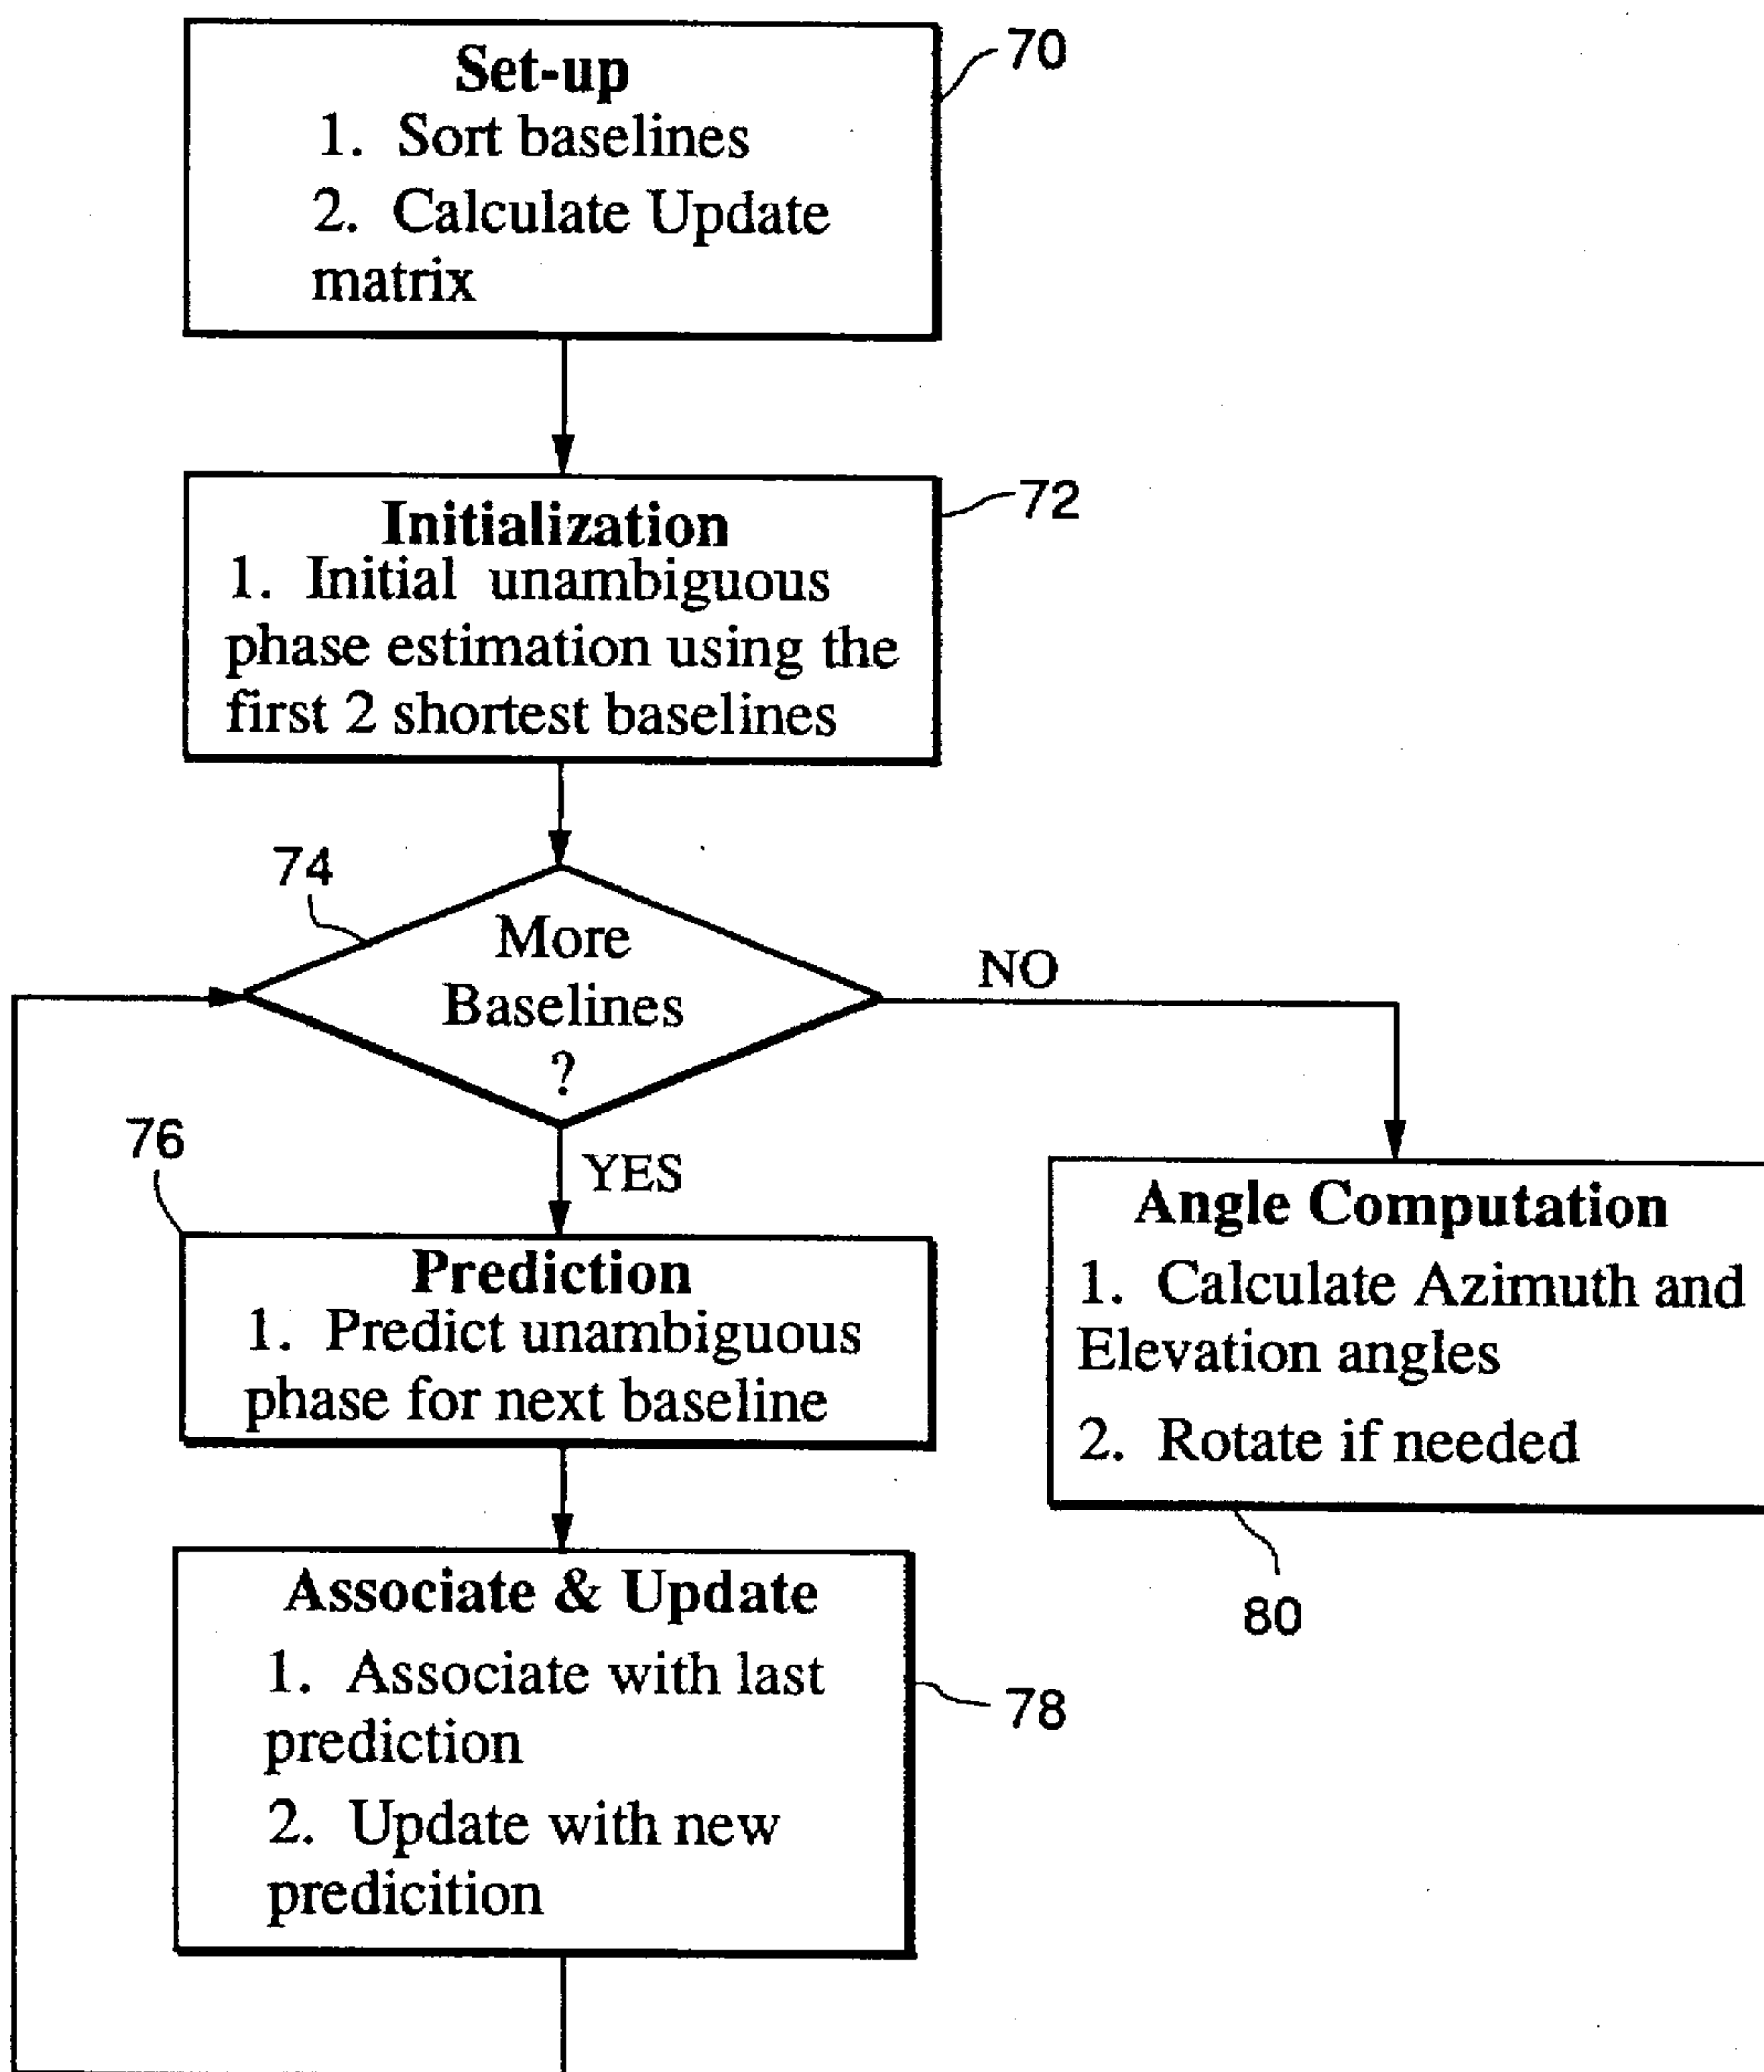 Set-up
70
1. Sort baselines
2. Calculate Update
matrix
Initialization
72
1. Initial unambiguous
phase estimation using the
first 2 shortest baselines
74
More
Baselines
?
NO
YES
76
Prediction
1. Predict unambiguous
phase for next baseline
Angle Computation
1. Calculate Azimuth and
Elevation angles
2. Rotate if needed
80
Associate & Update
1. Associate with last
prediction
78
2. Update with new
predicition